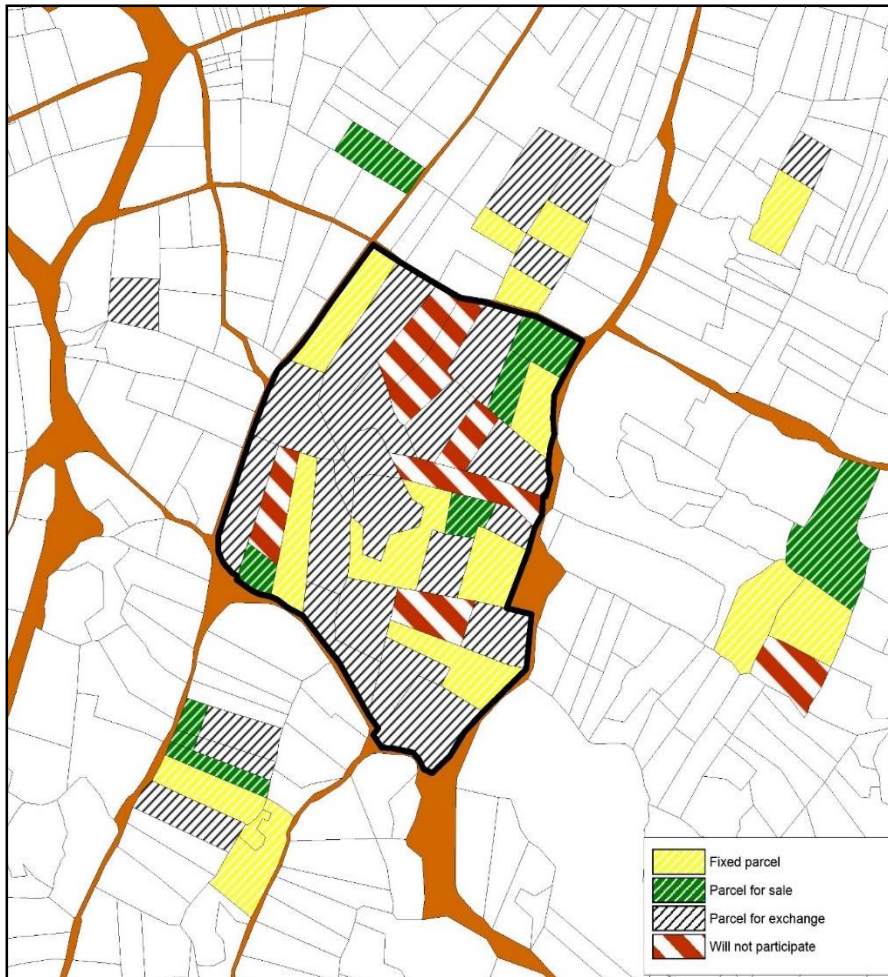 Fixed parcel
Parcel for sale
Parcel for exchange
Will not participate